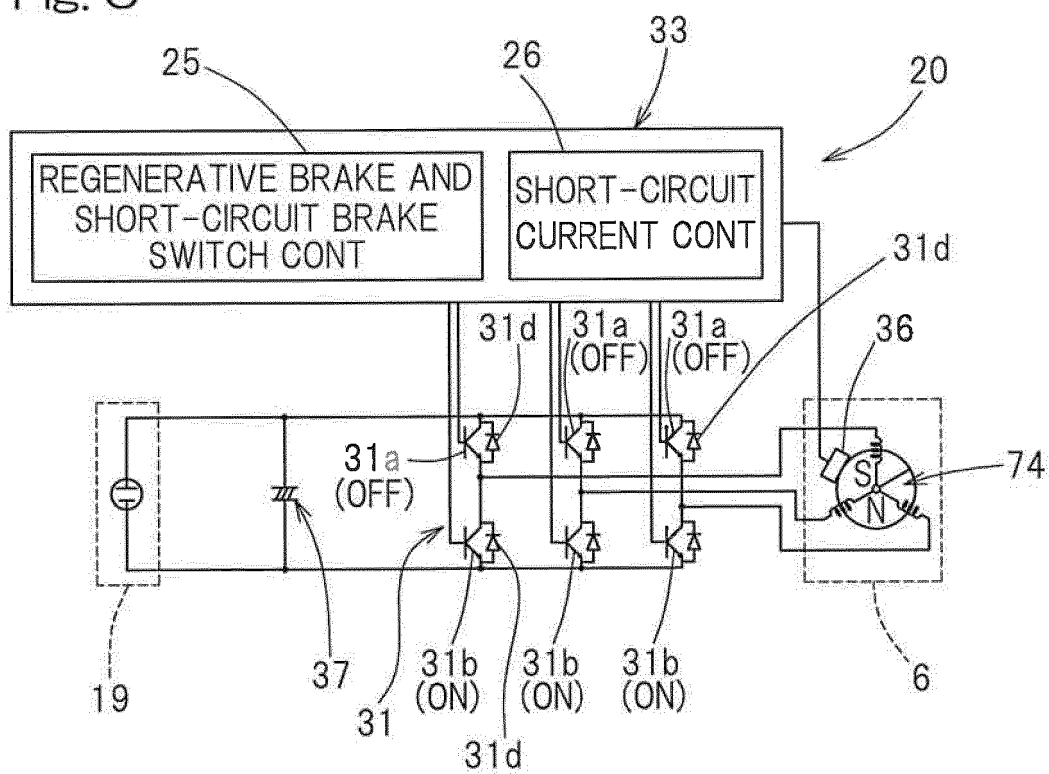 33
25
26
20
REGENERATIVE BRAKE AND
SHORT-CIRCUIT BRAKE
SWITCH CONT
SHORT-CIRCUIT
CURRENT CONT
31d
31d
31a
(OFF)
31a
(OFF)
36
31a
(OFF)
S
N
74
19
37
31
31b
(ON)
31b
(ON)
31b
(ON)
6
31d